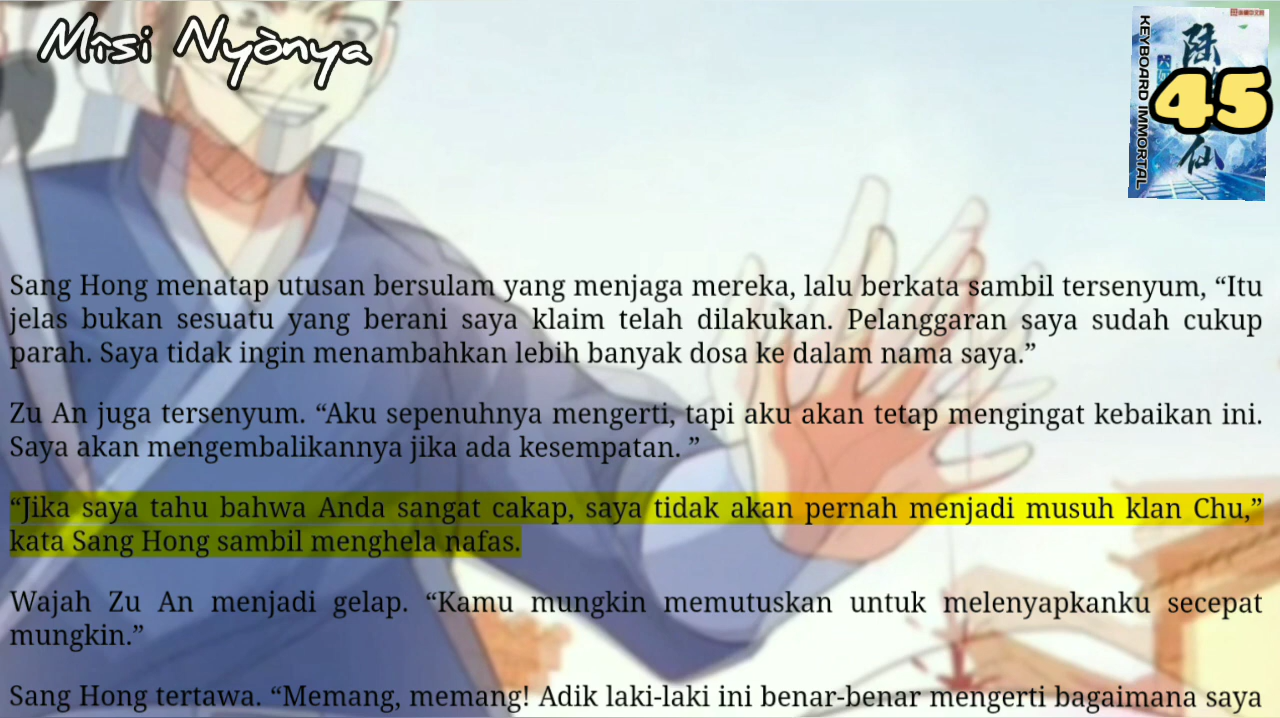 Mîsi Nyònya
KEYBOARD IMMORTAL
陆
仙
45
Sang Hong menatap utusan bersulam yang menjaga mereka, lalu berkata sambil tersenyum, “Itu
jelas bukan sesuatu yang berani saya klaim telah dilakukan. Pelanggaran saya sudah cukup
parah. Saya tidak ingin menambahkan lebih banyak dosa ke dalam nama saya.”
Zu An juga tersenyum. “Aku sepenuhnya mengerti, tapi aku akan tetap mengingat kebaikan ini.
Saya akan mengembalikannya jika ada kesempatan. ”
“Jika saya tahu bahwa Anda sangat cakap, saya tidak akan pernah menjadi musuh klan Chu,”
kata Sang Hong sambil menghela nafas.
Wajah Zu An menjadi gelap. “Kamu mungkin memutuskan untuk melenyapkanku secepat
mungkin.”
Sang Hong tertawa. “Memang, memang! Adik laki-laki ini benar-benar mengerti bagaimana saya